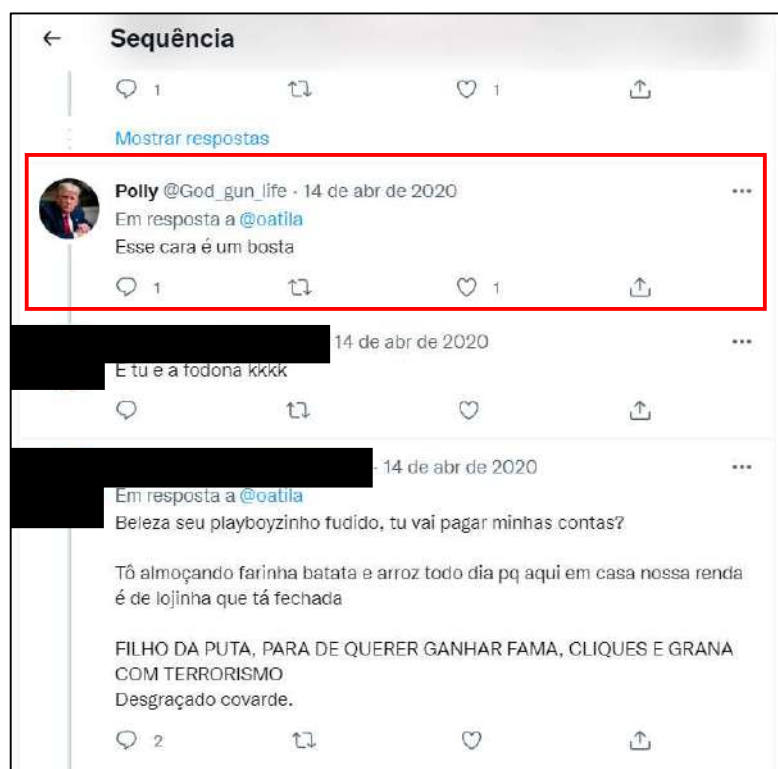 Sequência
1 1
Mostrar respostas
Polly @God_gun_life · 14 de abr de 2020
Em resposta a @oatila
Esse cara é um bosta
1 1
14 de abr de 2020
E tu e a fodona kkkk
· 14 de abr de 2020
Em resposta a @oatila
Beleza seu playboyzinho fudido, tu vai pagar minhas contas?
Tô almoçando farinha batata e arroz todo dia pq aqui em casa nossa renda
é de lojinha que tá fechada
FILHO DA PUTA, PARA DE QUERER GANHAR FAMA, CLIQUES E GRANA
COM TERRORISMO
Desgraçado covarde.
2